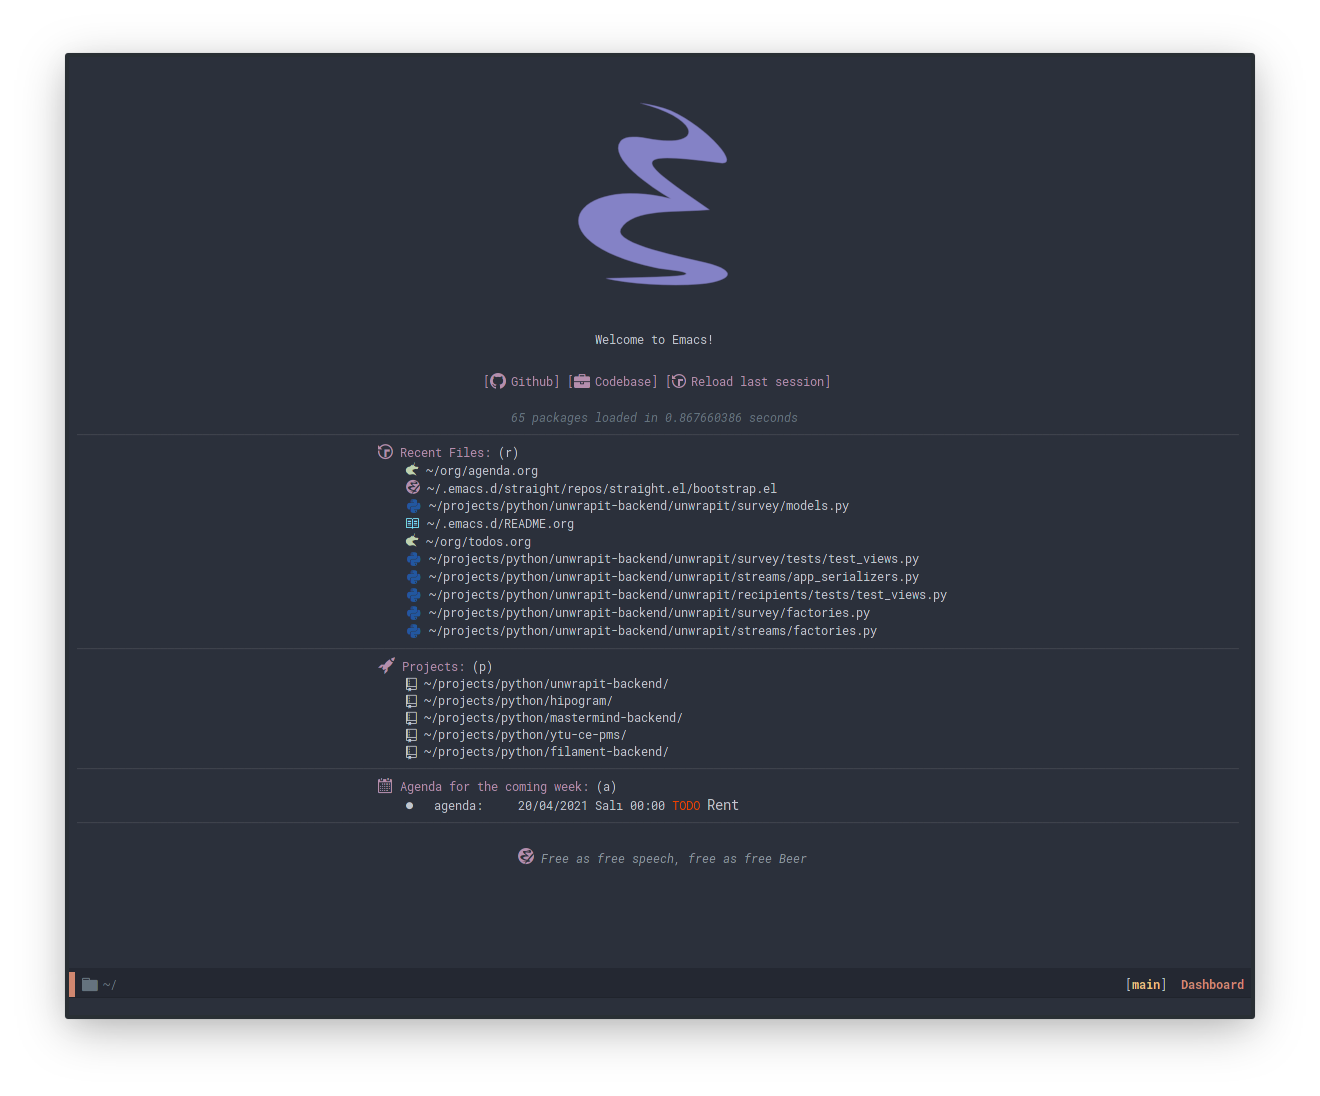 Welcome to Emacs!
[Github] [Codebase] [Reload last session]
65 packages loaded in 0.867660386 seconds
Recent Files: (r)
~/org/agenda.org
~/.emacs.d/straight/repos/straight.el/bootstrap.el
~/projects/python/unwrapit-backend/unwrapit/survey/models.py
~/.emacs.d/README.org
~/org/todos.org
~/projects/python/unwrapit-backend/unwrapit/survey/tests/test_views.py
~/projects/python/unwrapit-backend/unwrapit/streams/app_serializers.py
~/projects/python/unwrapit-backend/unwrapit/recipients/tests/test_views.py
~/projects/python/unwrapit-backend/unwrapit/survey/factories.py
~/projects/python/unwrapit-backend/unwrapit/streams/factories.py
Projects: (p)
~/projects/python/unwrapit-backend/
~/projects/python/hipogram/
~/projects/python/mastermind-backend/
~/projects/python/ytu-ce-pms/
~/projects/python/filament-backend/
Agenda for the coming week: (a)
● agenda: 20/04/2021 Salı 00:00 TODO Rent
Free as free speech, free as free Beer
~/ [main] Dashboard